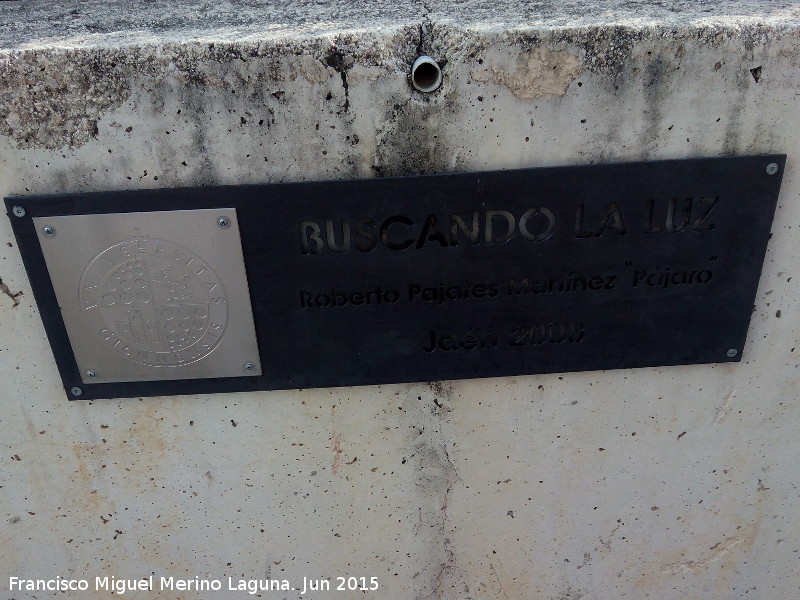 BUSCANDO LA LUZ
Roberto Pajares Martínez "Pájaro"
Jaén 2008
Francisco Miguel Merino Laguna. Jun 2015